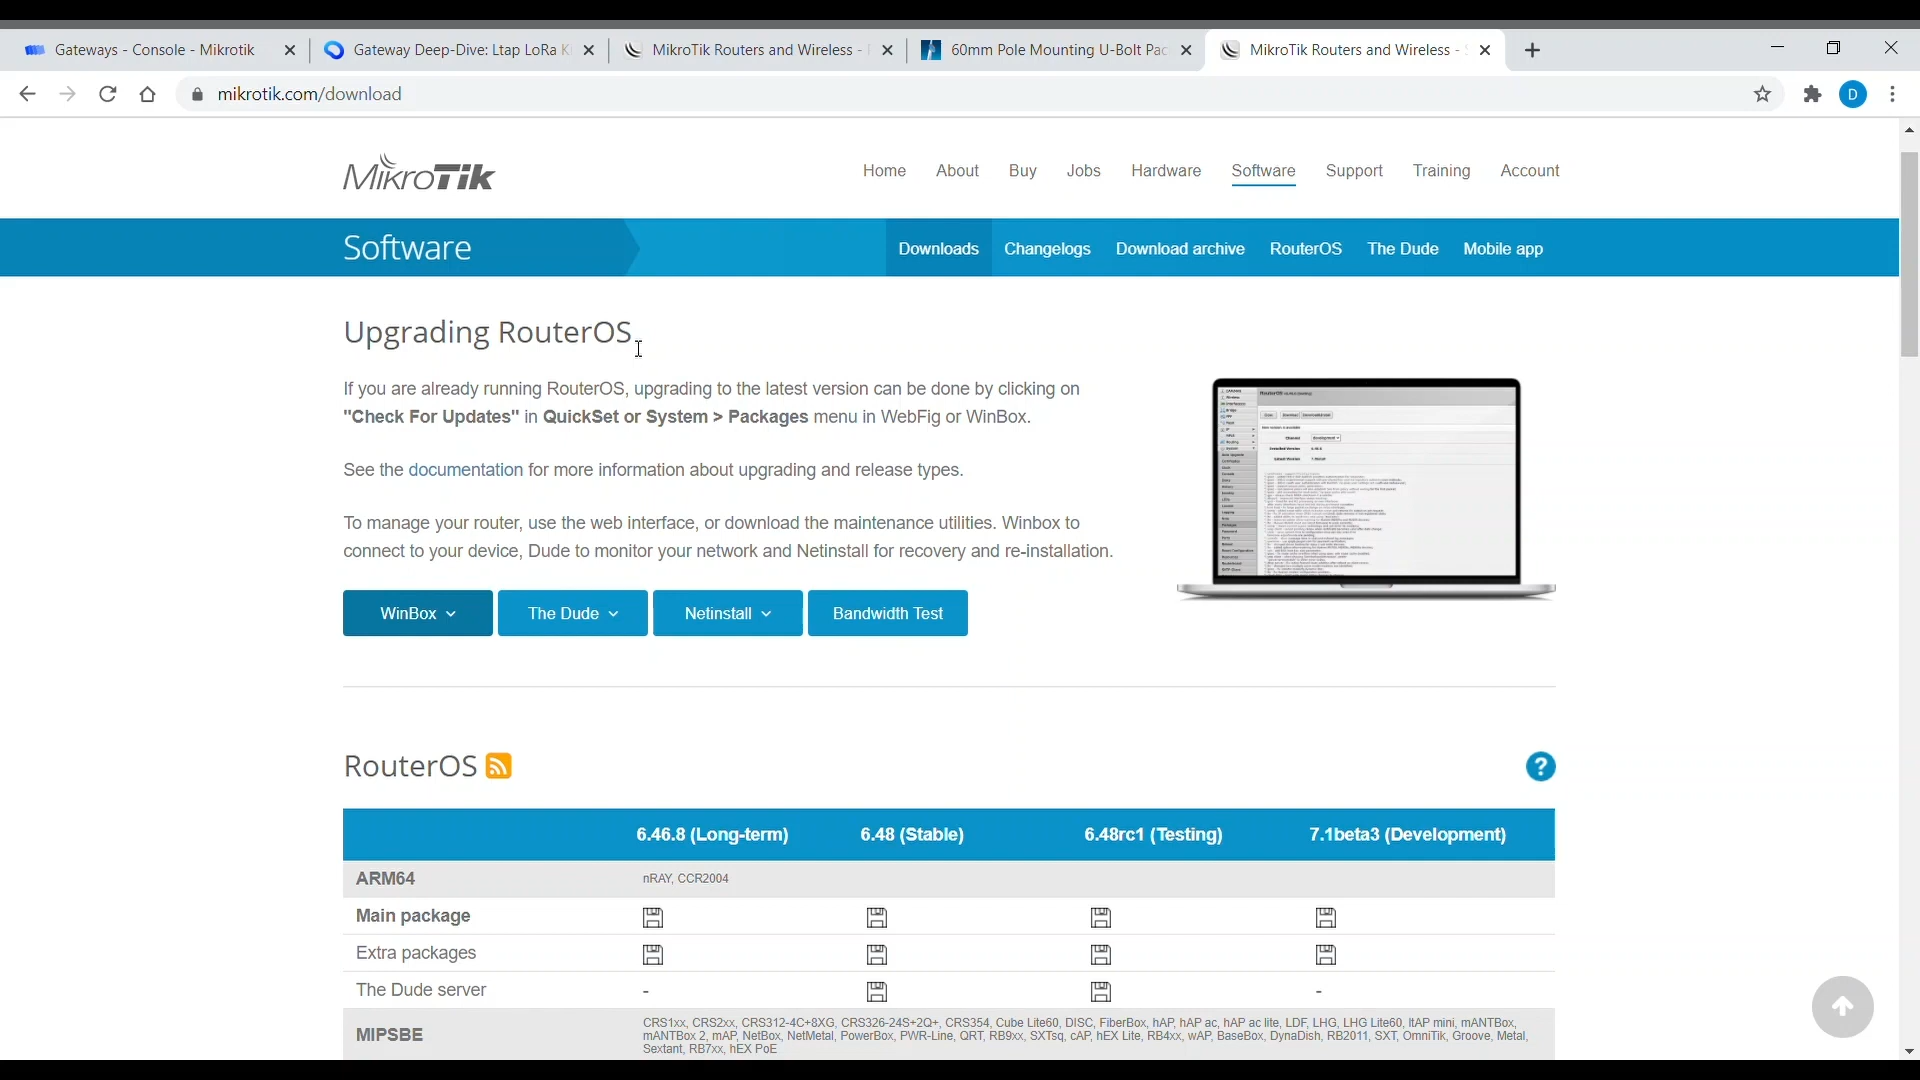 Gateways - Console - Mikrotik
Gateway Deep-Dive: Ltap LoRa K
MikroTik Routers and Wireless -
60mm Pole Mounting U-Bolt Pac
MikroTik Routers and Wireless -
mikrotik.com/download
D
MikroTik
Home About Buy Jobs Hardware Software Support Training Account
Software
Downloads Changelogs Download archive RouterOS The Dude Mobile app
Upgrading RouterOS
If you are already running RouterOS, upgrading to the latest version can be done by clicking on
"Check For Updates" in QuickSet or System > Packages menu in WebFig or WinBox.
See the documentation for more information about upgrading and release types.
To manage your router, use the web interface, or download the maintenance utilities. Winbox to
connect to your device, Dude to monitor your network and Netinstall for recovery and re-installation.
WinBox The Dude Netinstall Bandwidth Test
RouterOS
?
6.46.8 (Long-term) 6.48 (Stable) 6.48rc1 (Testing) 7.1beta3 (Development)
ARM64 nRAY, CCR2004
Main package
Extra packages
The Dude server - -
MIPSBE
CRS1xx, CRS2xx, CRS312-4C+8XG, CRS326-24S+2Q+, CRS354, Cube Lite60, DISC, FiberBox, hAP, hAP ac, hAP ac lite, LDF, LHG, LHG Lite60, ltAP mini, mANTBox,
mANTBox 2, mAP, NetBox, NetMetal, PowerBox, PWR-Line, QRT, RB9xx, SXTsq, cAP, hEX Lite, RB4xx, wAP, BaseBox, DynaDish, RB2011, SXT, OmniTik, Groove, Metal,
Sextant, RB7xx, hEX PoE